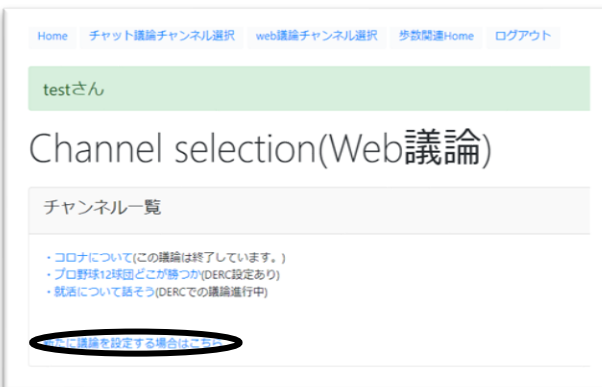 Home チャット議論チャンネル選択 web議論チャンネル選択 歩数関連Home ログアウト
testさん
Channel selection(Web議論)
チャンネル一覧
・コロナについて(この議論は終了しています。)
・プロ野球12球団どこが勝つか(DERC設定あり)
・就活について話そう(DERCでの議論進行中)
新たに議論を設定する場合はこちら